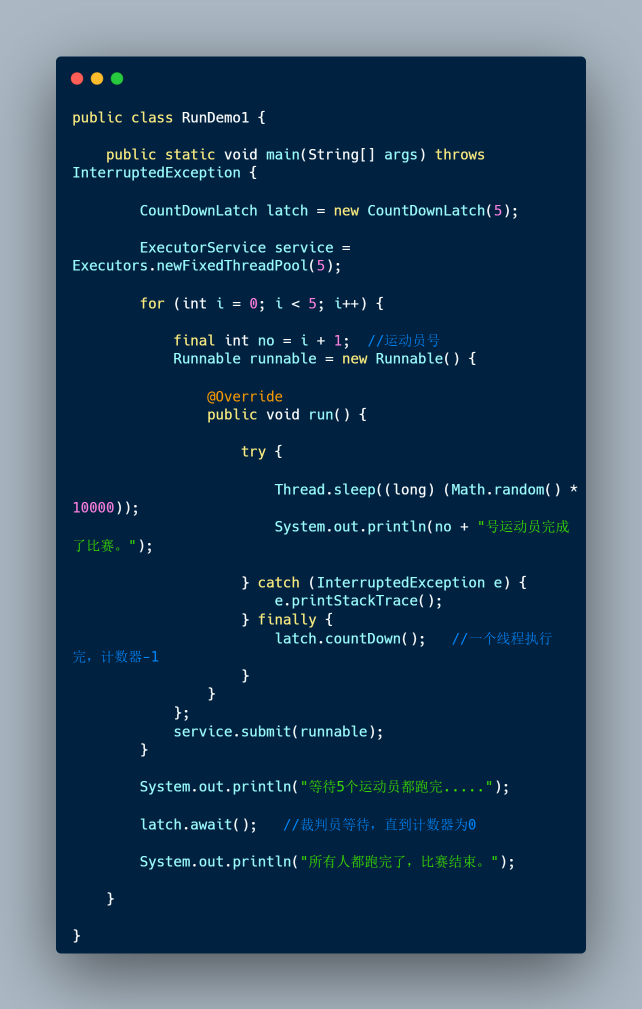 public class RunDemo1 {
    public static void main(String[] args) throws
InterruptedException {
        CountDownLatch latch = new CountDownLatch(5);
        ExecutorService service =
Executors.newFixedThreadPool(5);
        for (int i = 0; i < 5; i++) {
            final int no = i + 1;  //运动员号
            Runnable runnable = new Runnable() {
                @Override
                public void run() {
                    try {
                        Thread.sleep((long) (Math.random() *
10000));
                        System.out.println(no + "号运动员完成
了比赛。");
                    } catch (InterruptedException e) {
                        e.printStackTrace();
                    } finally {
                        latch.countDown();   //一个线程执行
完，计数器-1
                    }
                }
            };
            service.submit(runnable);
        }
        System.out.println("等待5个运动员都跑完.....");
        latch.await();   //裁判员等待，直到计数器为0
        System.out.println("所有人都跑完了，比赛结束。");
    }
}